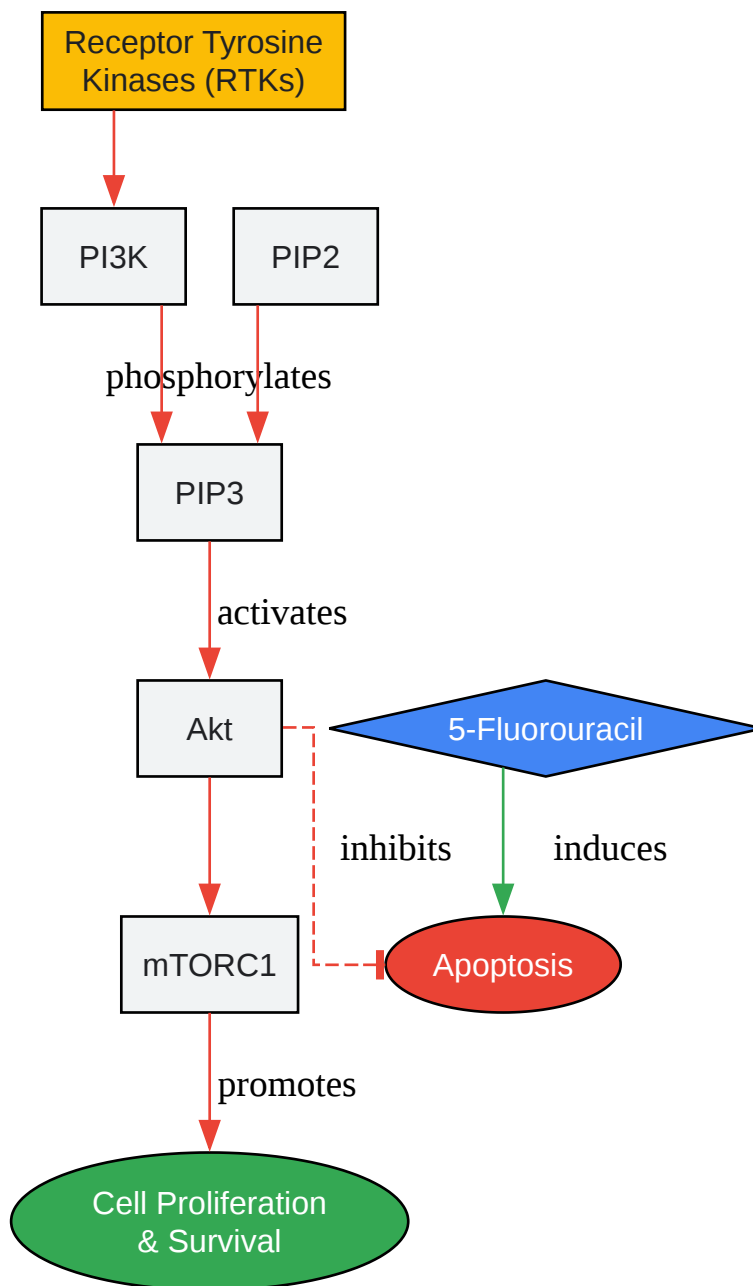 Receptor Tyrosine
Kinases (RTKs)
PI3K
PIP2
phosphorylates
PIP3
activates
Akt
5-Fluorouracil
inhibits
induces
mTORC1
Apoptosis
promotes
Cell Proliferation
& Survival